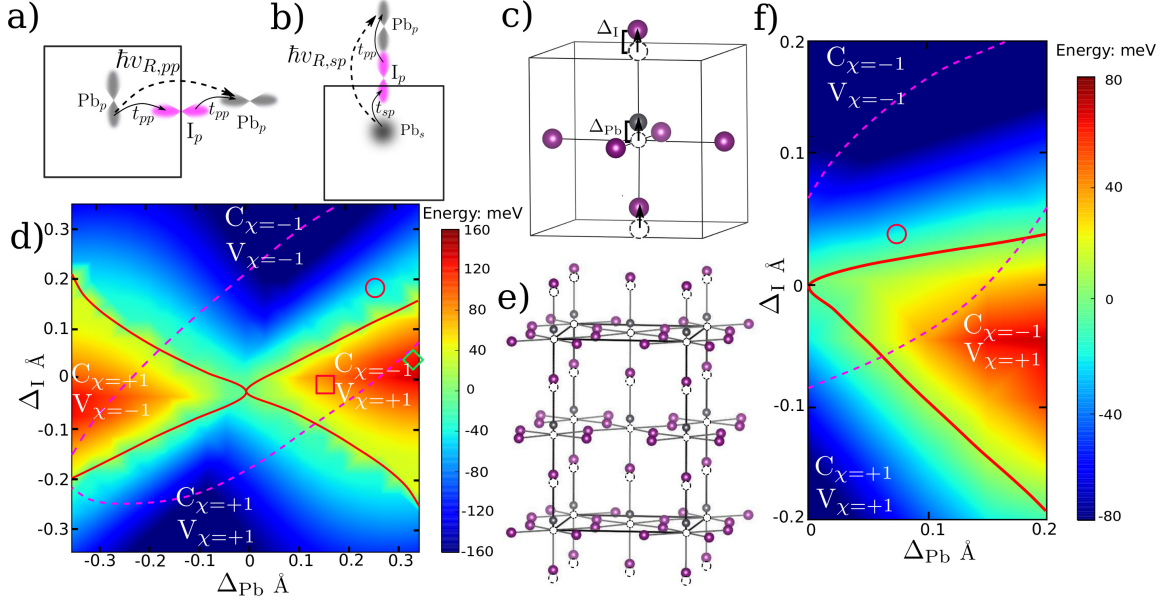 a)
ħv_{R,pp}
Pb_p
t_{pp}
t_{pp}
I_p
Pb_p
b)
ħv_{R,sp}
Pb_p
t_{pp}
I_p
t_{sp}
Pb_s
c)
Δ_I
Δ_{Pb}
d)
Energy: meV
C_{χ=-1}
V_{χ=-1}
C_{χ=+1}
V_{χ=-1}
C_{χ=-1}
V_{χ=+1}
C_{χ=+1}
V_{χ=+1}
0.3
0.2
0.1
0
-0.1
-0.2
-0.3
Δ_I Å
-0.3
-0.2
-0.1
0
0.1
0.2
0.3
Δ_{Pb} Å
160
120
80
40
0
-40
-80
-120
-160
e)
f)
Energy: meV
C_{χ=-1}
V_{χ=-1}
C_{χ=-1}
V_{χ=+1}
C_{χ=+1}
V_{χ=+1}
0.2
0.1
0
-0.1
-0.2
Δ_I Å
0
0.1
0.2
Δ_{Pb} Å
80
40
0
-40
-80